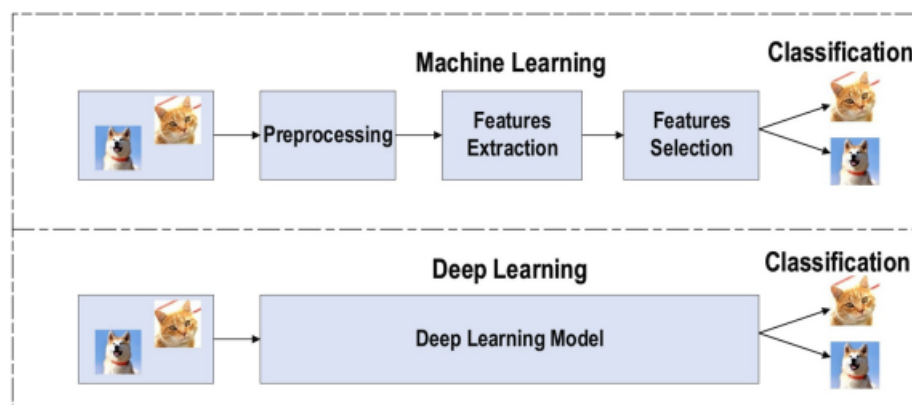 Machine Learning
Classification
Preprocessing
Features
Extraction
Features
Selection
Deep Learning
Classification
Deep Learning Model